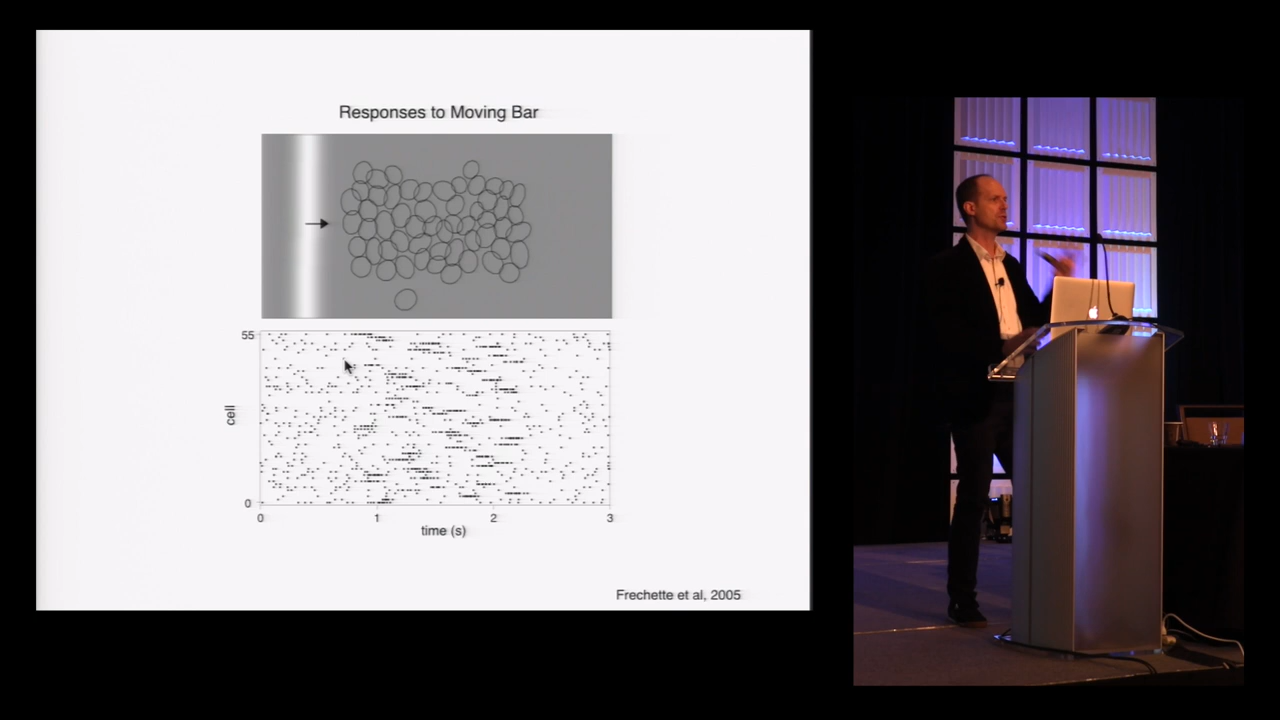 Responses to Moving Bar
55
cell
0
0 1 2 3
time (s)
Frechette et al, 2005